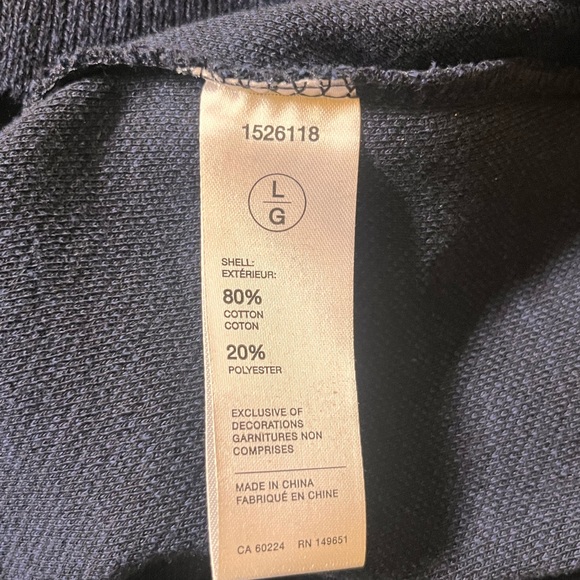 1526118
L
G
SHELL:
EXTÉRIEUR:
80%
COTTON
COTON
20%
POLYESTER
EXCLUSIVE OF
DECORATIONS
GARNITURES NON
COMPRISES
MADE IN CHINA
FABRIQUÉ EN CHINE
CA 60224 RN 149651